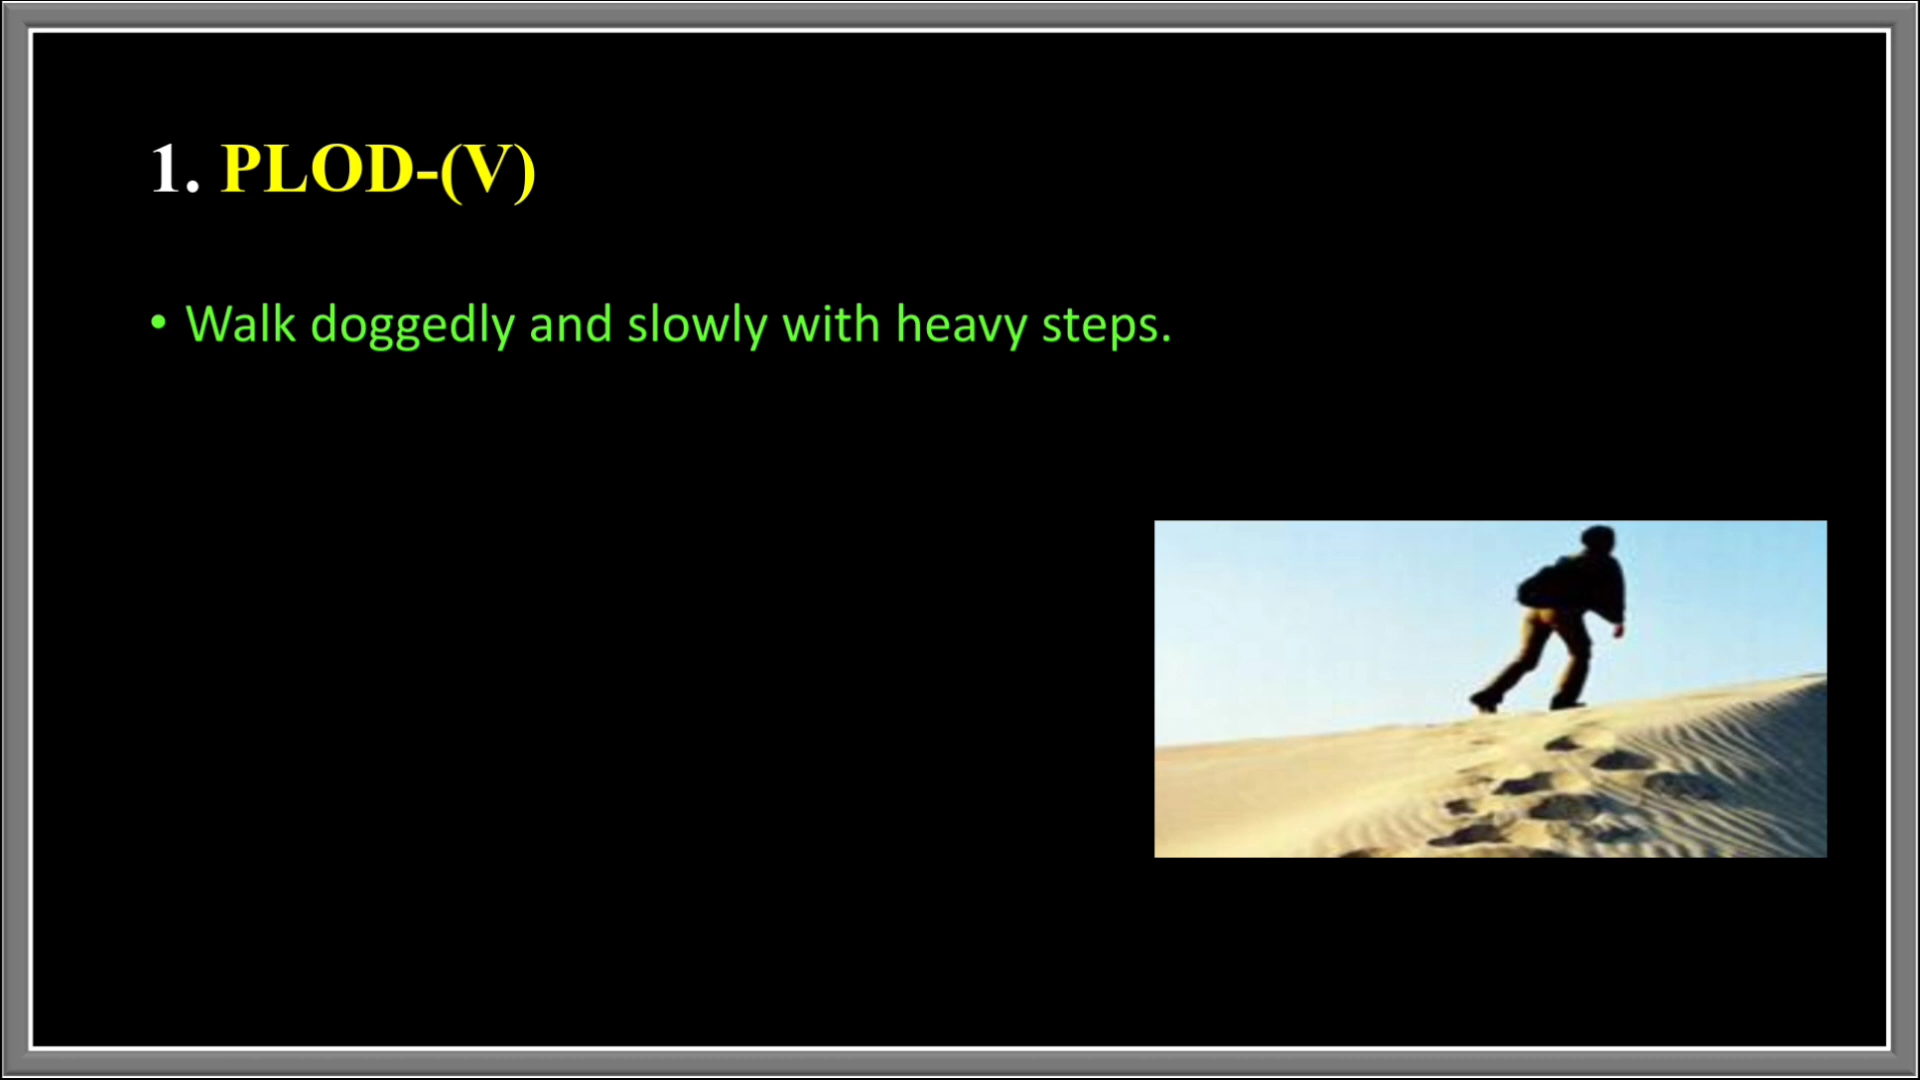 1. PLOD-(V)
• Walk doggedly and slowly with heavy steps.